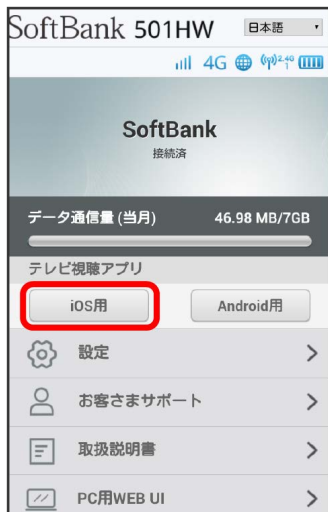 SoftBank 501HW 日本語
4G 2.4G 1
SoftBank
接続済
データ通信量 (当月) 46.98 MB/7GB
テレビ視聴アプリ
iOS用 Android用
設定
お客さまサポート
取扱説明書
PC用WEB UI